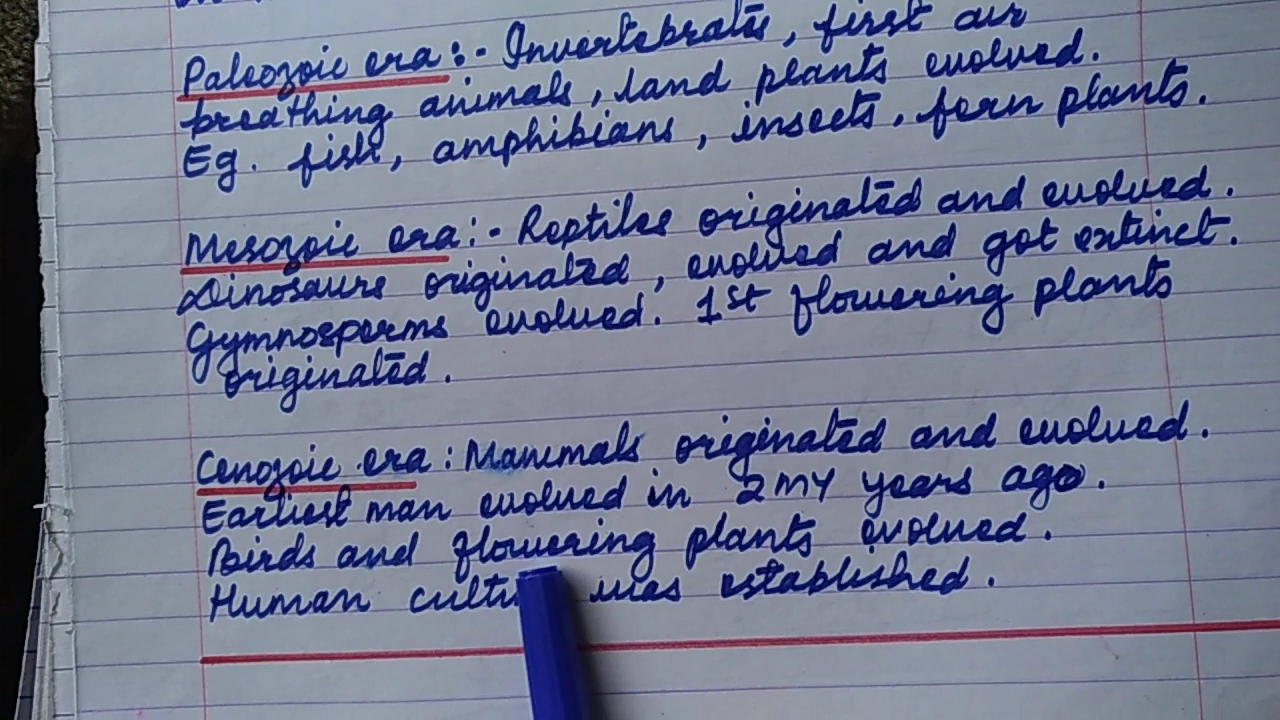 Paleozoic era :- Invertebrates, first air
breathing animals, land plants evolved.
Eg. fish, amphibians, insects, fern plants.
Mesozoic era :- Reptiles originated and evolved.
Dinosaurs originated, evolved and got extinct.
Gymnosperms evolved. 1st flowering plants
originated.
Cenozoic era : Mammals originated and evolved.
Earliest man evolved in 2my years ago.
Birds and flowering plants evolved.
Human was established.